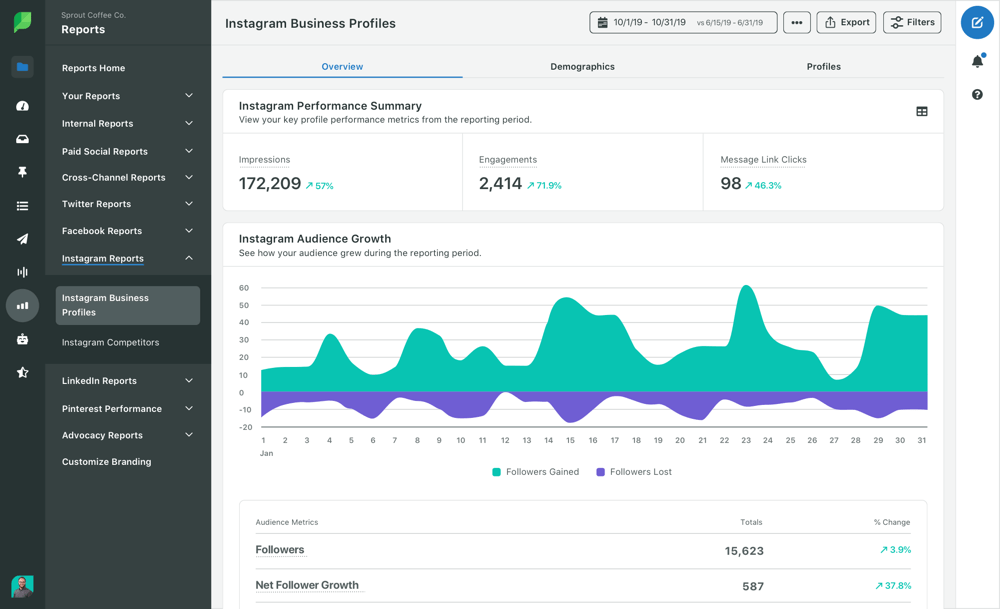 Sprout Coffee Co.
Reports
Reports Home
Your Reports
Internal Reports
Paid Social Reports
Cross-Channel Reports
Twitter Reports
Facebook Reports
Instagram Reports
Instagram Business
Profiles
Instagram Competitors
LinkedIn Reports
Pinterest Performance
Advocacy Reports
Customize Branding
Instagram Business Profiles
10/1/19 - 10/31/19 vs 6/15/19 - 6/31/19
Export
Filters
Overview Demographics Profiles
Instagram Performance Summary
View your key profile performance metrics from the reporting period.
Impressions
172,209 ↗ 57%
Engagements
2,414 ↗ 71.9%
Message Link Clicks
98 ↗ 46.3%
Instagram Audience Growth
See how your audience grew during the reporting period.
60
50
40
30
20
10
0
-10
-20
1 2 3 4 5 6 7 8 9 10 11 12 13 14 15 16 17 18 19 20 21 22 23 24 25 26 27 28 29 30 31
Jan
Followers Gained Followers Lost
Audience Metrics Totals % Change
Followers 15,623 ↗ 3.9%
Net Follower Growth 587 ↗ 37.8%